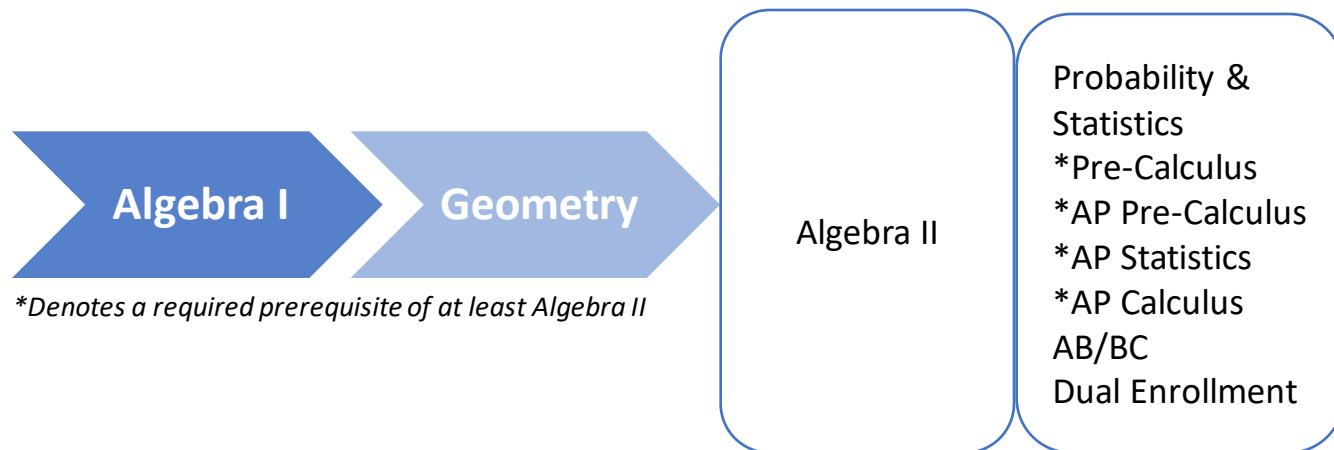 Algebra I
Geometry
*Denotes a required prerequisite of at least Algebra II
Algebra II
Probability &
Statistics
*Pre-Calculus
*AP Pre-Calculus
*AP Statistics
*AP Calculus
AB/BC
Dual Enrollment